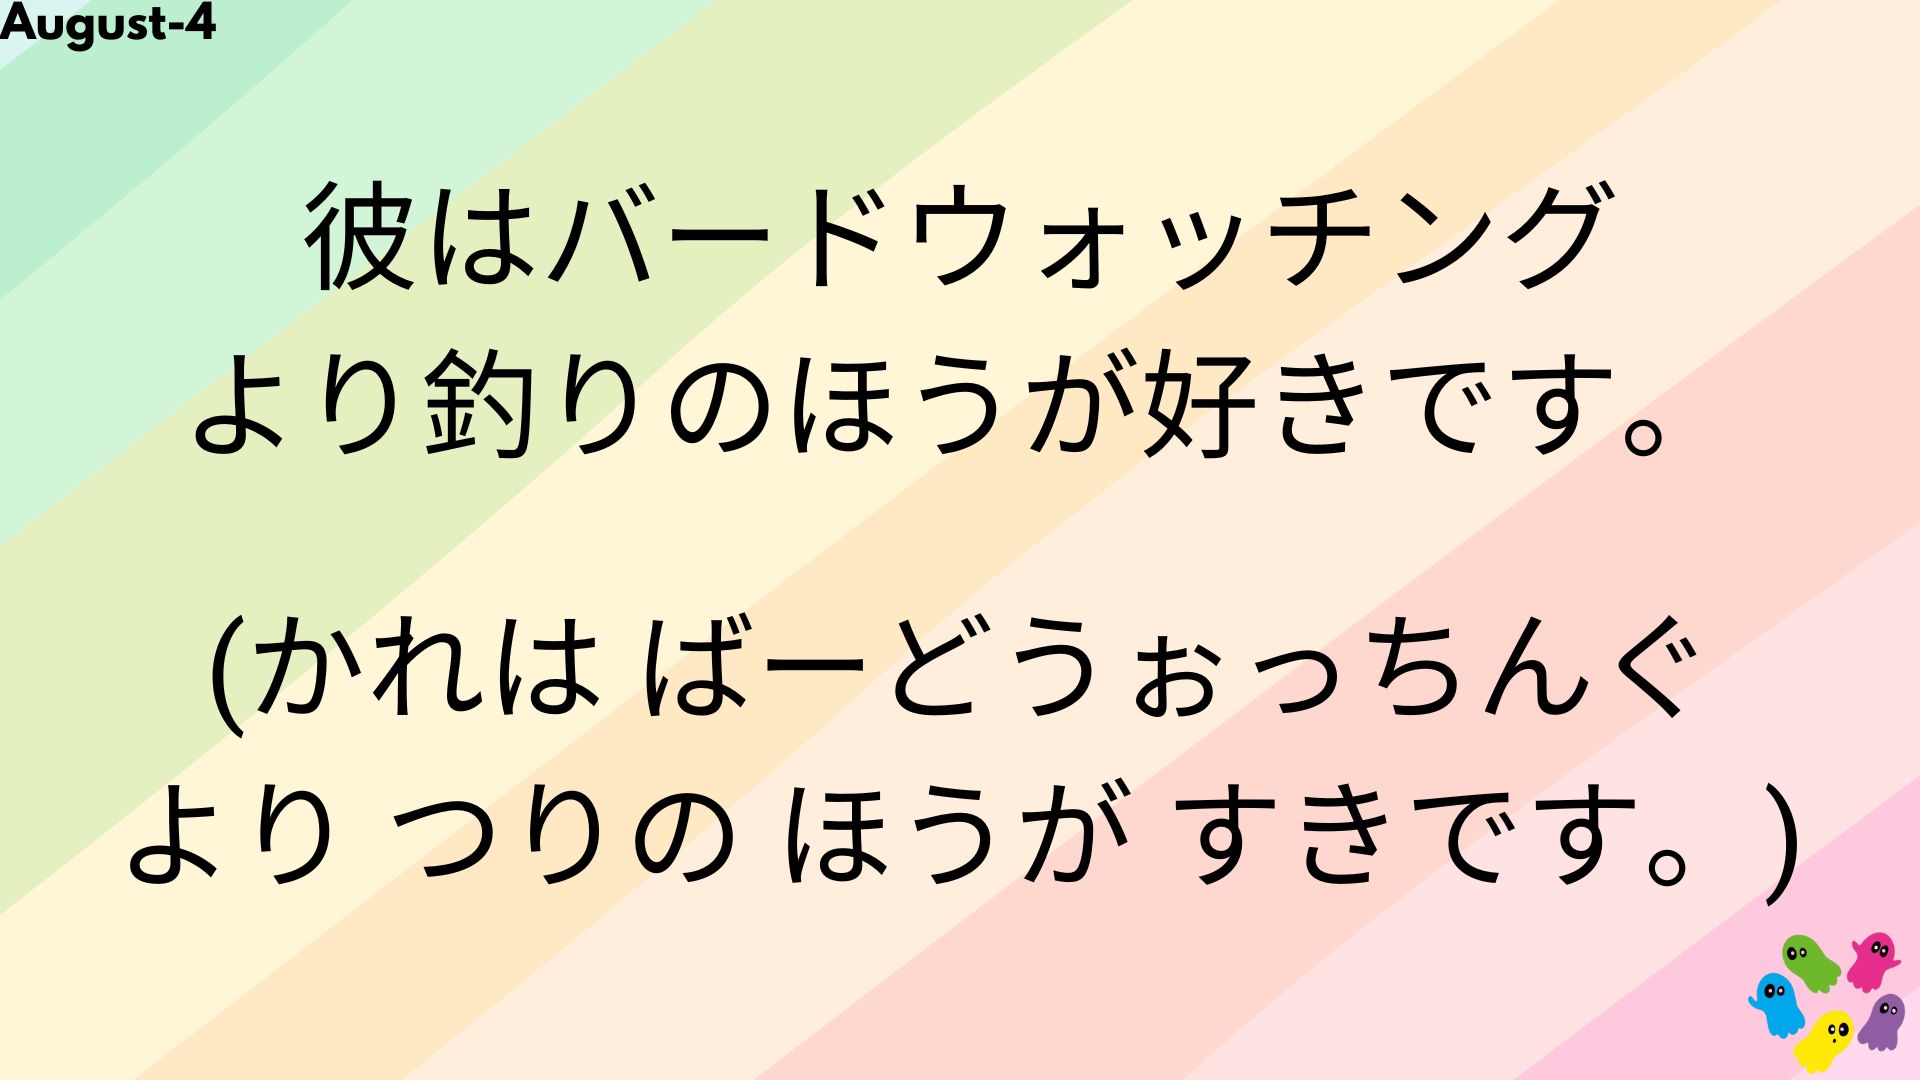 August-4
彼はバードウォッチング
より釣りのほうが好きです。
(かれは ばーどうぉっちんぐ
より つりの ほうが すきです。)